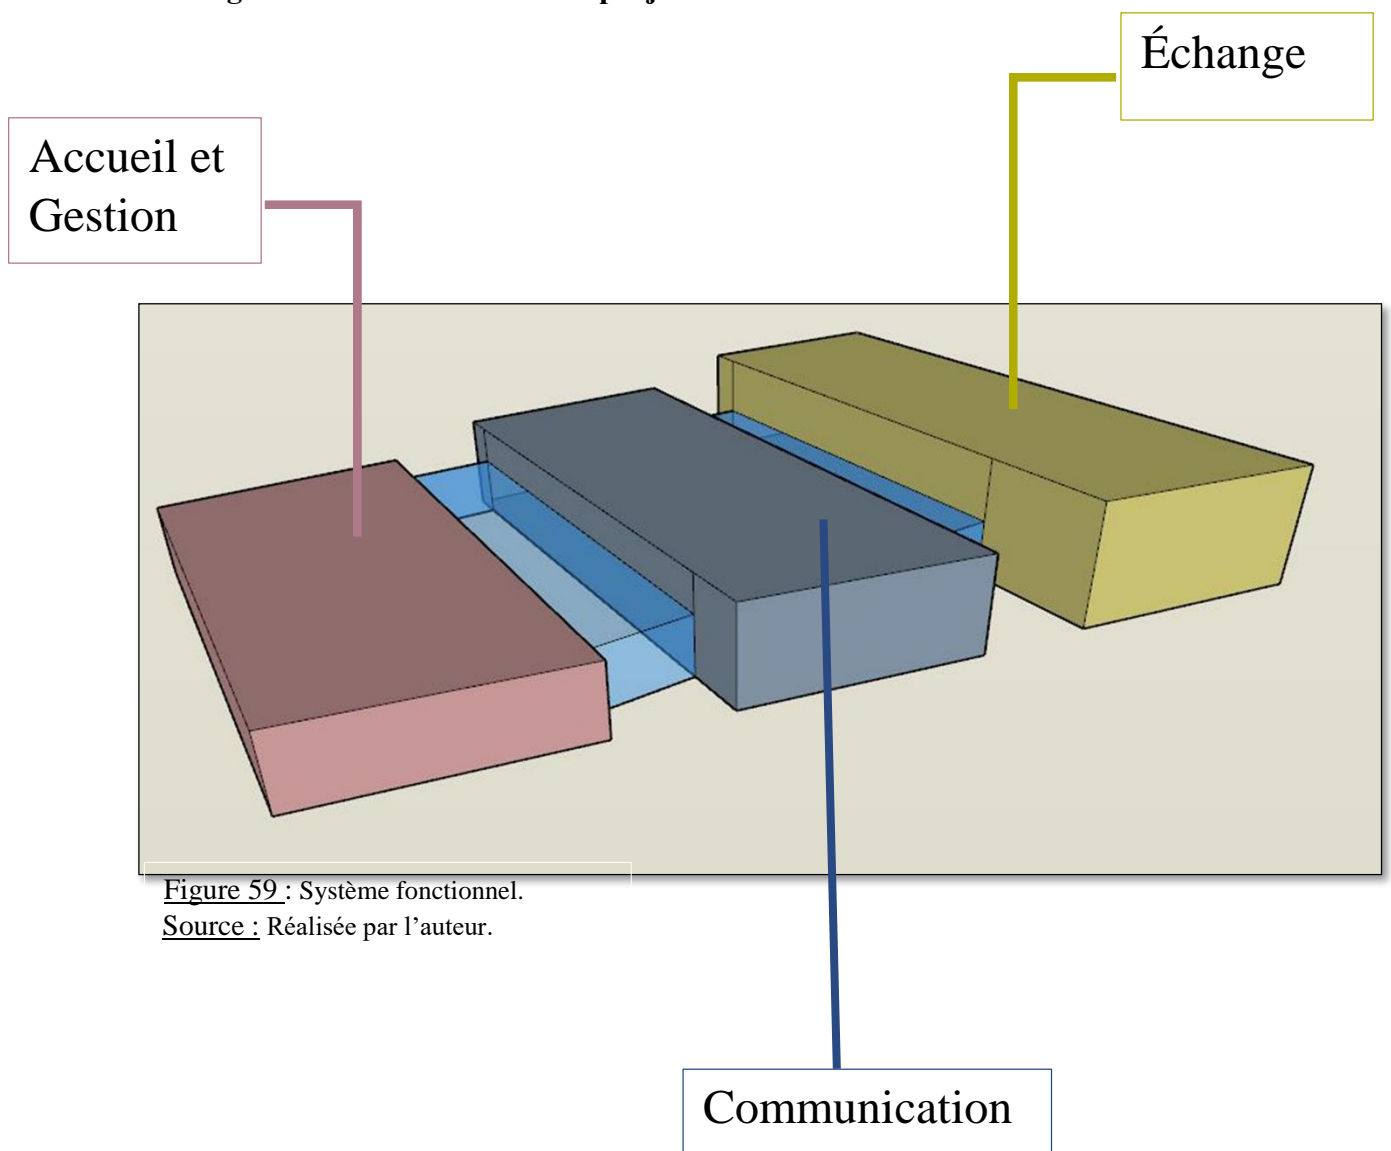 Échange
Accueil et
Gestion
Figure 59 : Système fonctionnel.
Source : Réalisée par l’auteur.
Communication